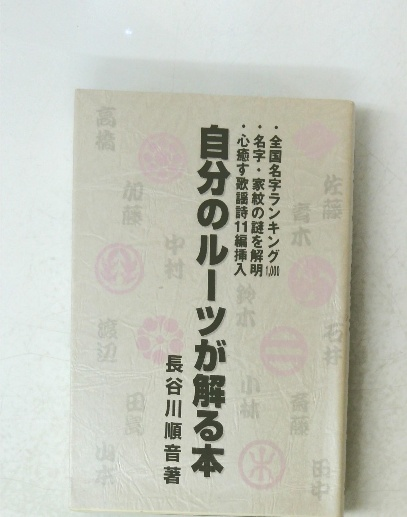 ・全国名字ランキング1,000
・名字・家紋の謎を解明
・心癒す歌謡詩11編挿入
自分のルーツが解る本
長谷川順音著
佐藤
青木
石井
鈴木
斎藤
田中
小林
中村
加藤
高橋
渡辺
山本